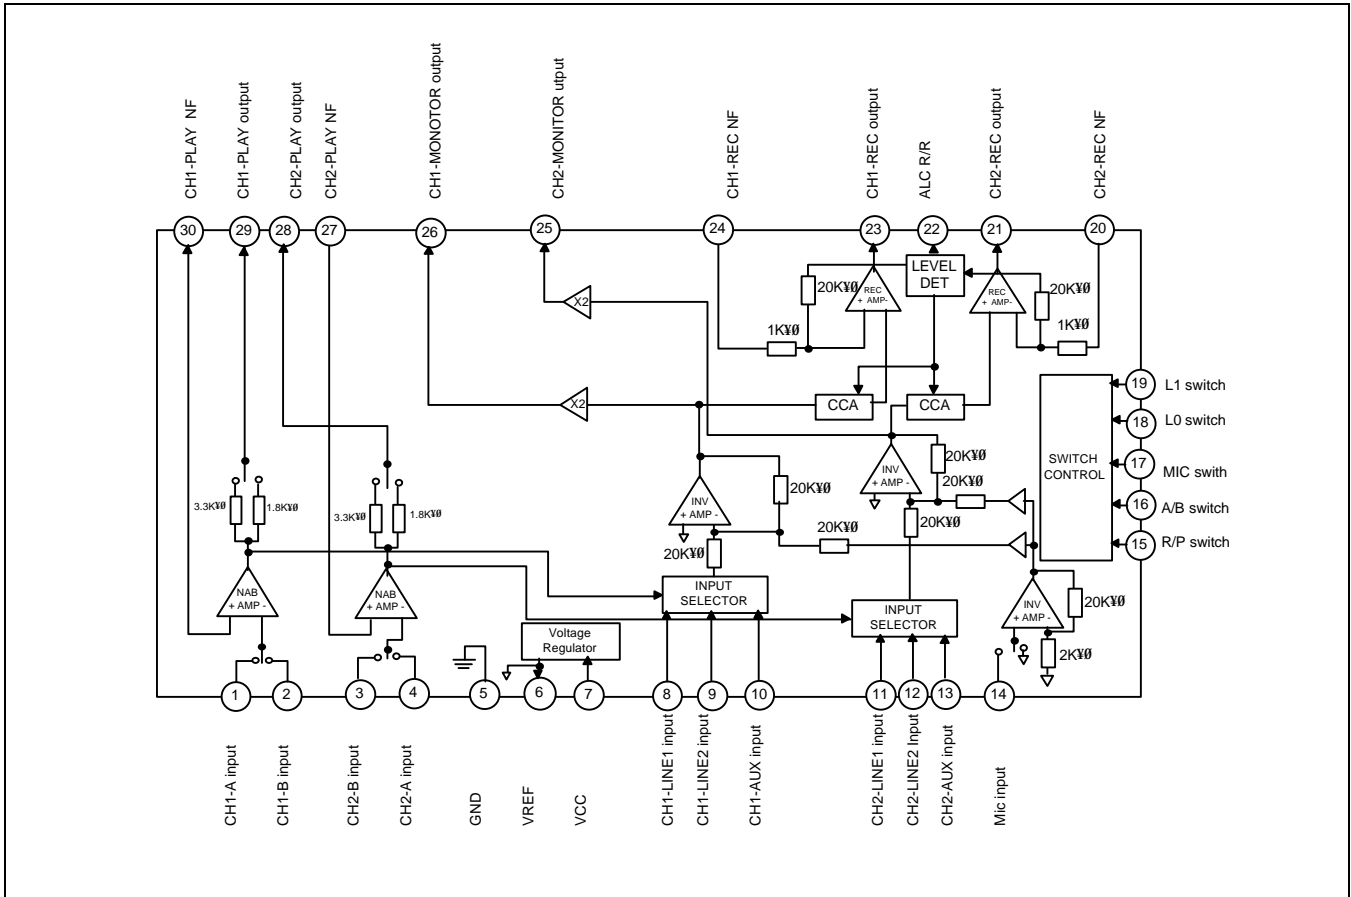 CH1-PLAY NF
CH1-PLAY output
CH2-PLAY output
CH2-PLAY NF
CH1-MONOTOR output
CH2-MONITOR utput
CH1-REC NF
CH1-REC output
ALC R/R
CH2-REC output
CH2-REC NF
30
29
28
27
26
25
24
23
22
21
20
LEVEL
DET
20K¥Ø
REC
+ AMP-
REC
+ AMP-
20K¥Ø
X2
1K¥Ø
1K¥Ø
19
L1 switch
X2
CCA
CCA
18
L0 switch
SWITCH
CONTROL
17
MIC swith
20K¥Ø
INV
+ AMP -
20K¥Ø
INV
+ AMP -
20K¥Ø
16
A/B switch
3.3K¥Ø
1.8K¥Ø
3.3K¥Ø
1.8K¥Ø
20K¥Ø
20K¥Ø
15
R/P switch
20K¥Ø
INPUT
SELECTOR
NAB
+ AMP -
NAB
+ AMP -
INPUT
SELECTOR
INV
+ AMP -
20K¥Ø
Voltage
Regulator
2K¥Ø
1
2
3
4
5
6
7
8
9
10
11
12
13
14
CH1-A input
CH1-B input
CH2-B input
CH2-A input
GND
VREF
VCC
CH1-LINE1 input
CH1-LINE2 input
CH1-AUX input
CH2-LINE1 input
CH2-LINE2 Input
CH2-AUX input
Mic input